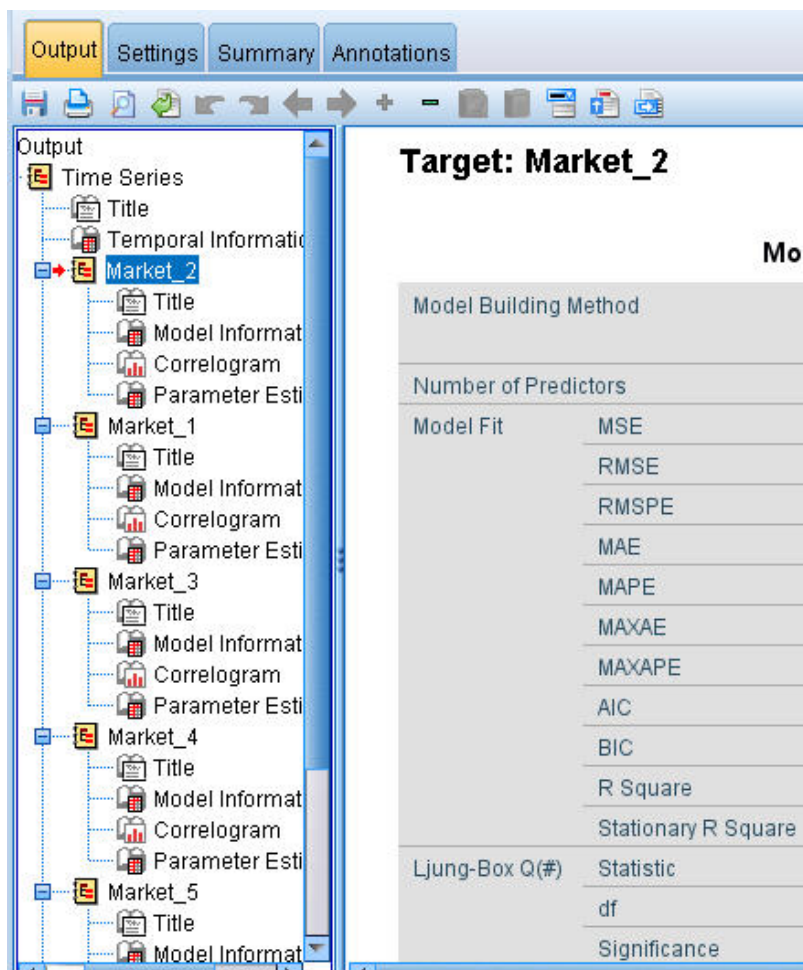 Output Settings Summary Annotations
Output
Time Series
Title
Temporal Informatic
Market_2
Title
Model Informat
Correlogram
Parameter Esti
Market_1
Title
Model Informat
Correlogram
Parameter Esti
Market_3
Title
Model Informat
Correlogram
Parameter Esti
Market_4
Title
Model Informat
Correlogram
Parameter Esti
Market_5
Title
Model Informat
Target: Market_2
Mo
Model Building Method
Number of Predictors
Model Fit MSE
RMSE
RMSPE
MAE
MAPE
MAXAE
MAXAPE
AIC
BIC
R Square
Stationary R Square
Ljung-Box Q(#) Statistic
df
Significance